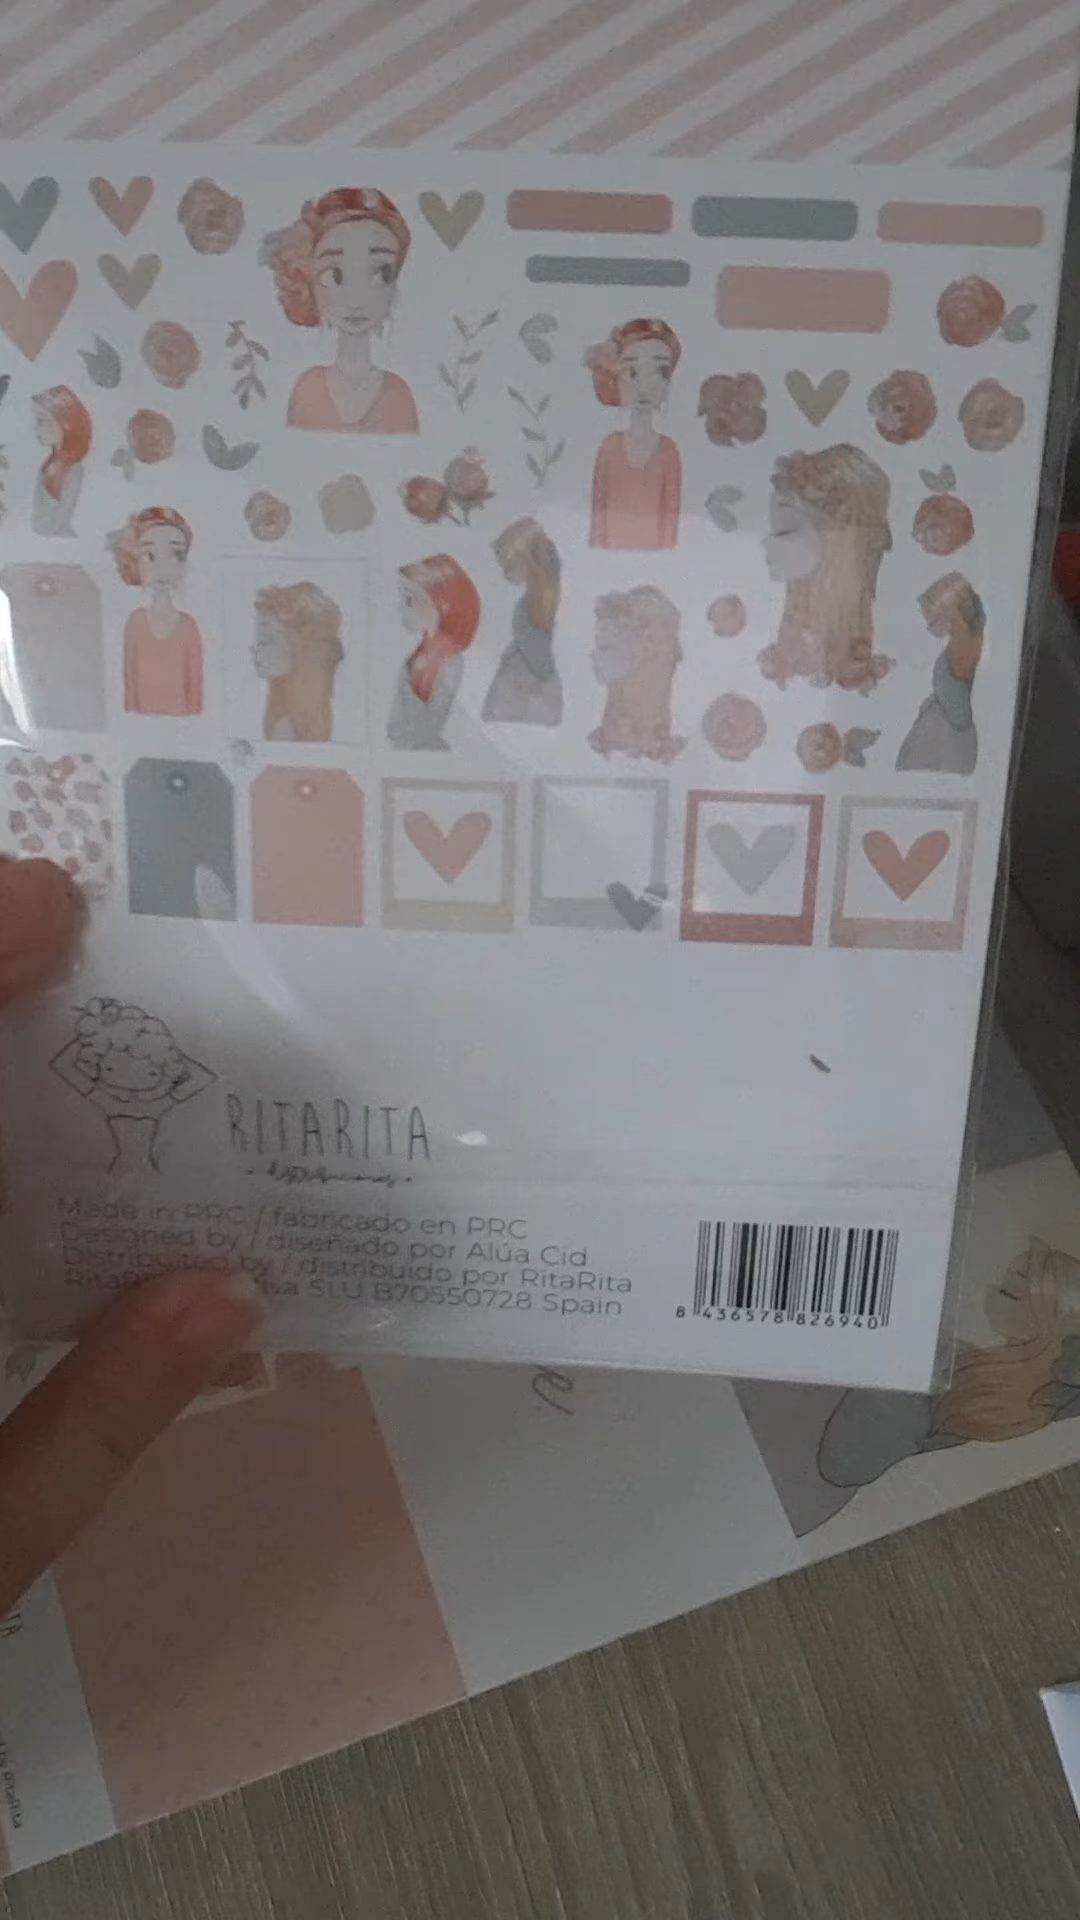 RITARITA
Made in PRC / fabricado en PRC
Designed by / diseñado por Alúa Cid
Distribuited by / distribuido por RitaRita
SLU B70550728 Spain
8 436578 826940